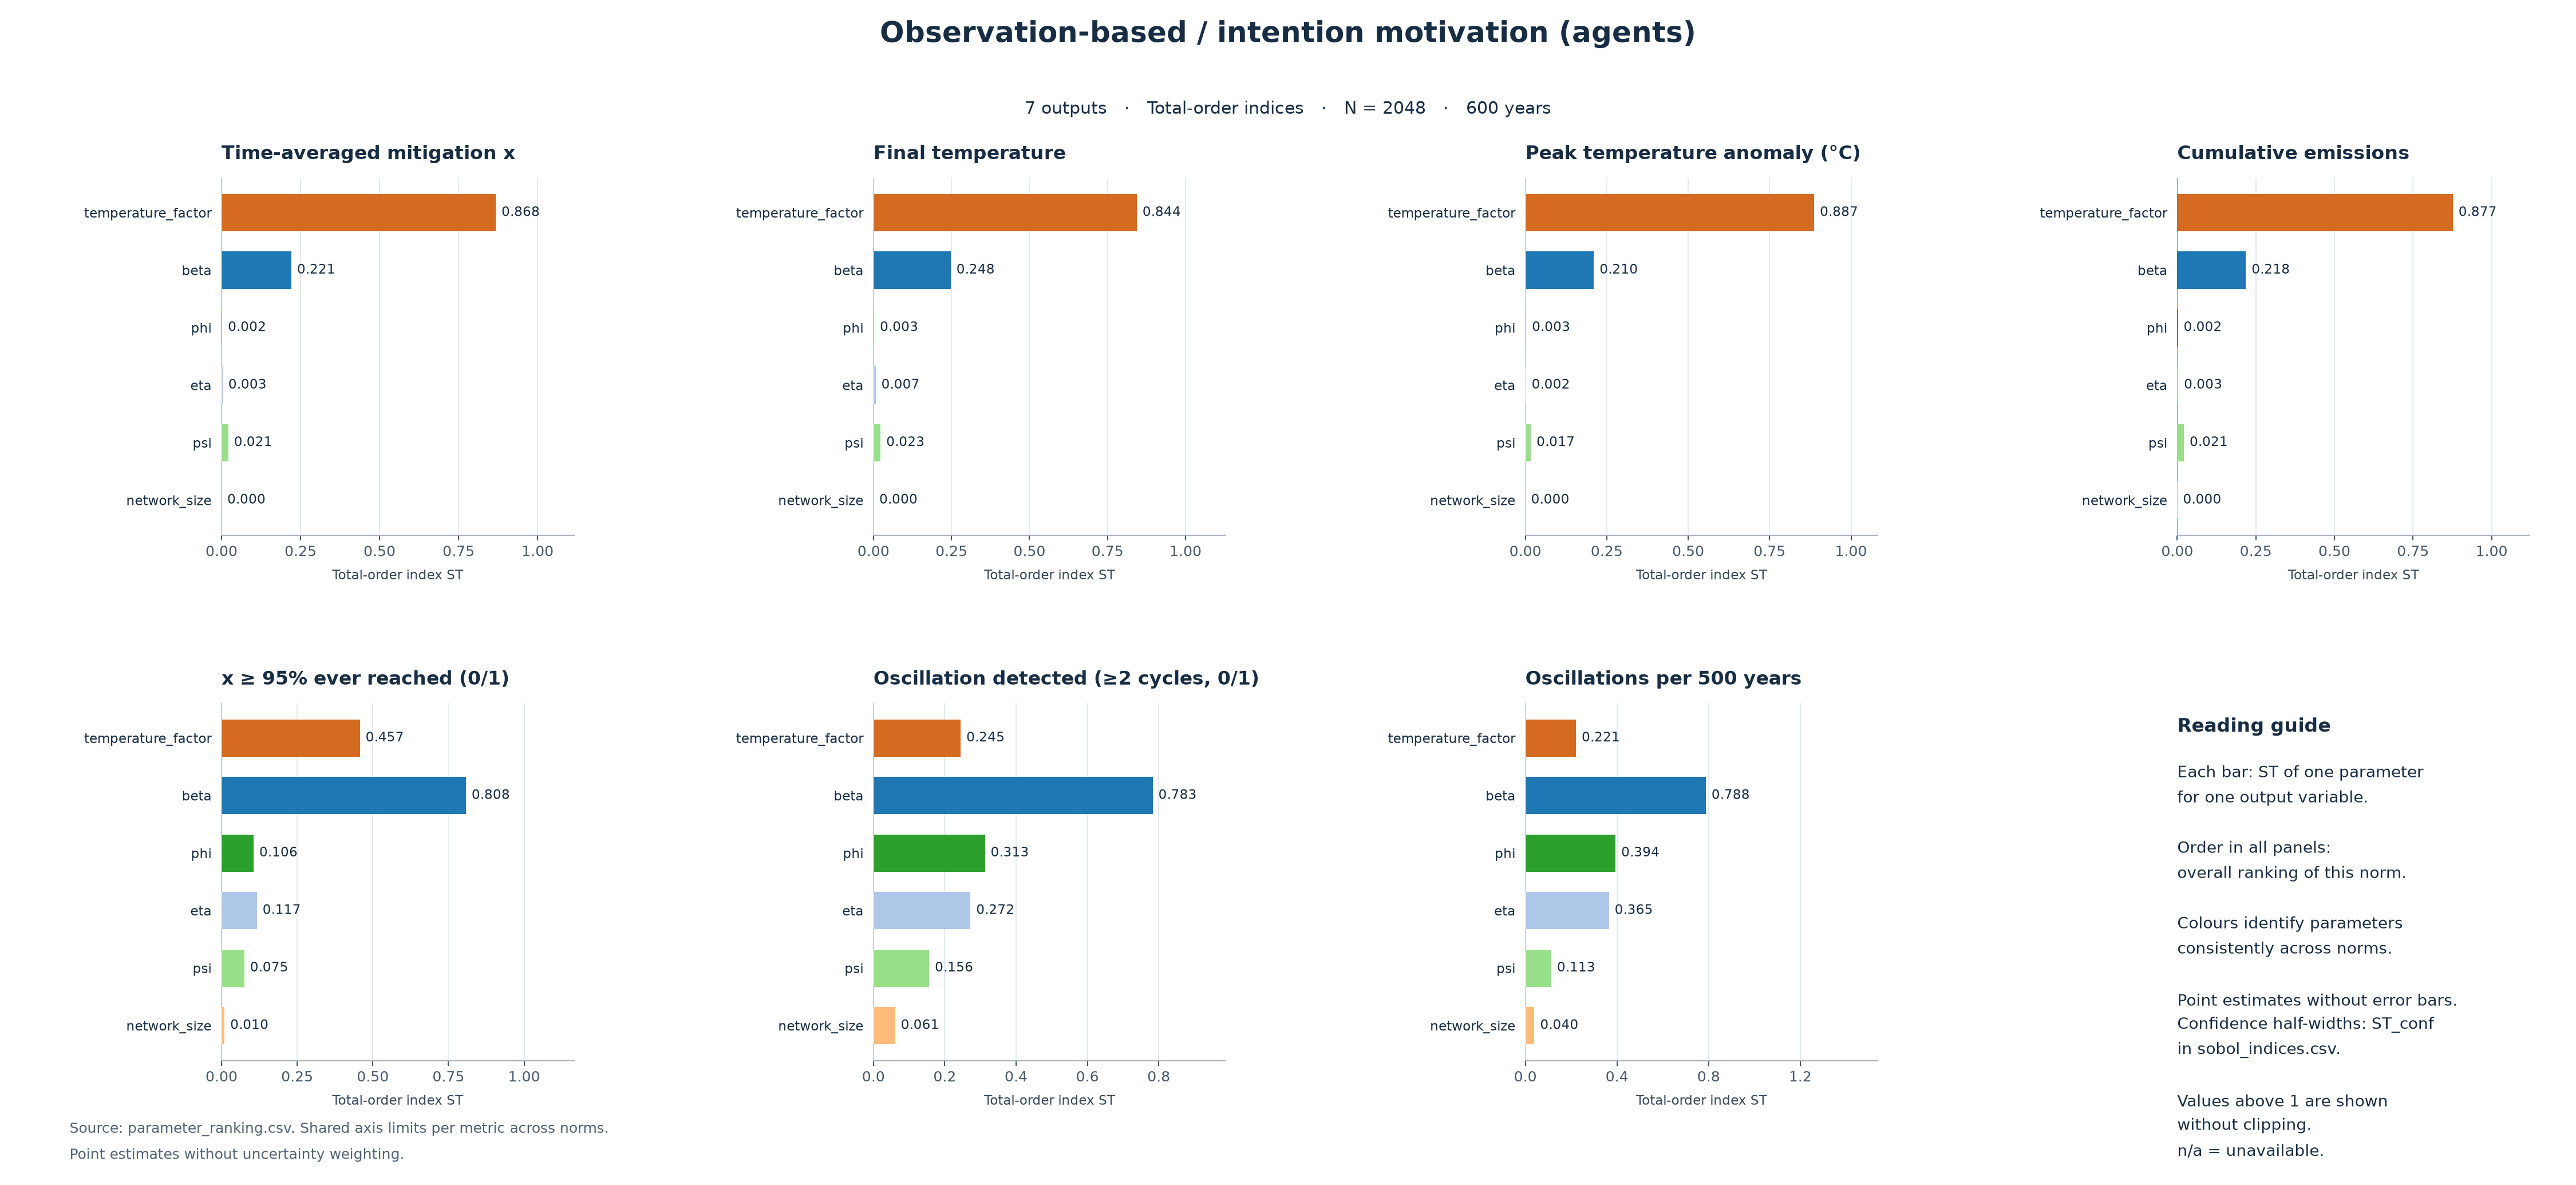 Observation-based / intention motivation (agents)
7 outputs · Total-order indices · N = 2048 · 600 years
Time-averaged mitigation x
temperature_factor 0.868
beta 0.221
phi 0.002
eta 0.003
psi 0.021
network_size 0.000
0.00 0.25 0.50 0.75 1.00
Total-order index ST
Final temperature
temperature_factor 0.844
beta 0.248
phi 0.003
eta 0.007
psi 0.023
network_size 0.000
0.00 0.25 0.50 0.75 1.00
Total-order index ST
Peak temperature anomaly (°C)
temperature_factor 0.887
beta 0.210
phi 0.003
eta 0.002
psi 0.017
network_size 0.000
0.00 0.25 0.50 0.75 1.00
Total-order index ST
Cumulative emissions
temperature_factor 0.877
beta 0.218
phi 0.002
eta 0.003
psi 0.021
network_size 0.000
0.00 0.25 0.50 0.75 1.00
Total-order index ST
x ≥ 95% ever reached (0/1)
temperature_factor 0.457
beta 0.808
phi 0.106
eta 0.117
psi 0.075
network_size 0.010
0.00 0.25 0.50 0.75 1.00
Total-order index ST
Oscillation detected (≥2 cycles, 0/1)
temperature_factor 0.245
beta 0.783
phi 0.313
eta 0.272
psi 0.156
network_size 0.061
0.0 0.2 0.4 0.6 0.8
Total-order index ST
Oscillations per 500 years
temperature_factor 0.221
beta 0.788
phi 0.394
eta 0.365
psi 0.113
network_size 0.040
0.0 0.4 0.8 1.2
Total-order index ST
Reading guide
Each bar: ST of one parameter
for one output variable.
Order in all panels:
overall ranking of this norm.
Colours identify parameters
consistently across norms.
Point estimates without error bars.
Confidence half-widths: ST_conf
in sobol_indices.csv.
Values above 1 are shown
without clipping.
n/a = unavailable.
Source: parameter_ranking.csv. Shared axis limits per metric across norms.
Point estimates without uncertainty weighting.